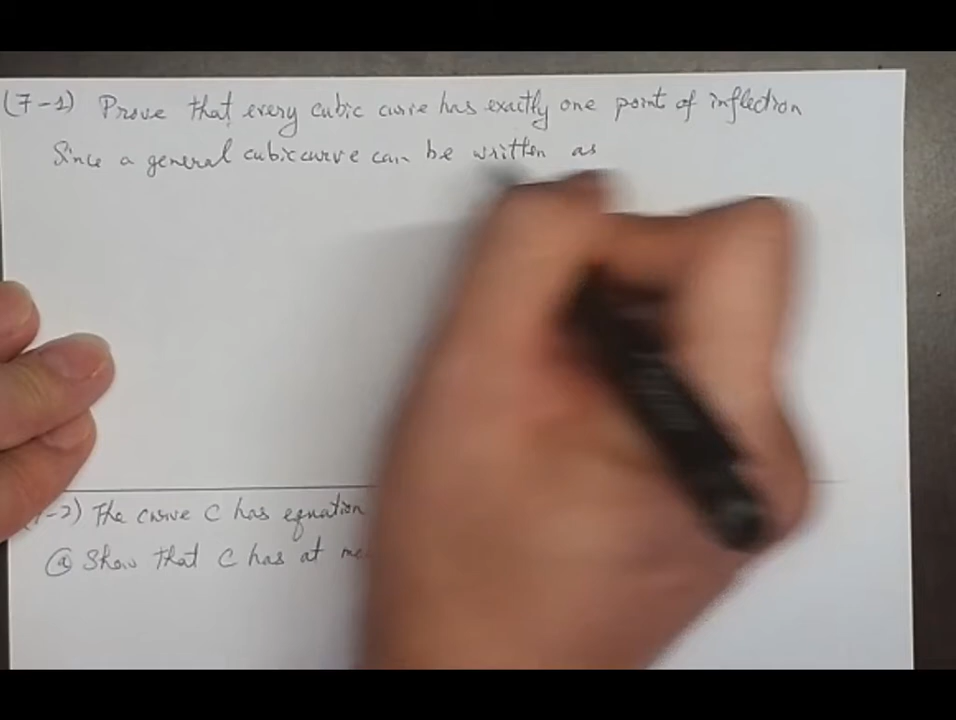 (7-1) Prove that every cubic curve has exactly one point of inflection
Since a general cubic curve can be written as
-2) The curve C has equation
(a) Show that C has at